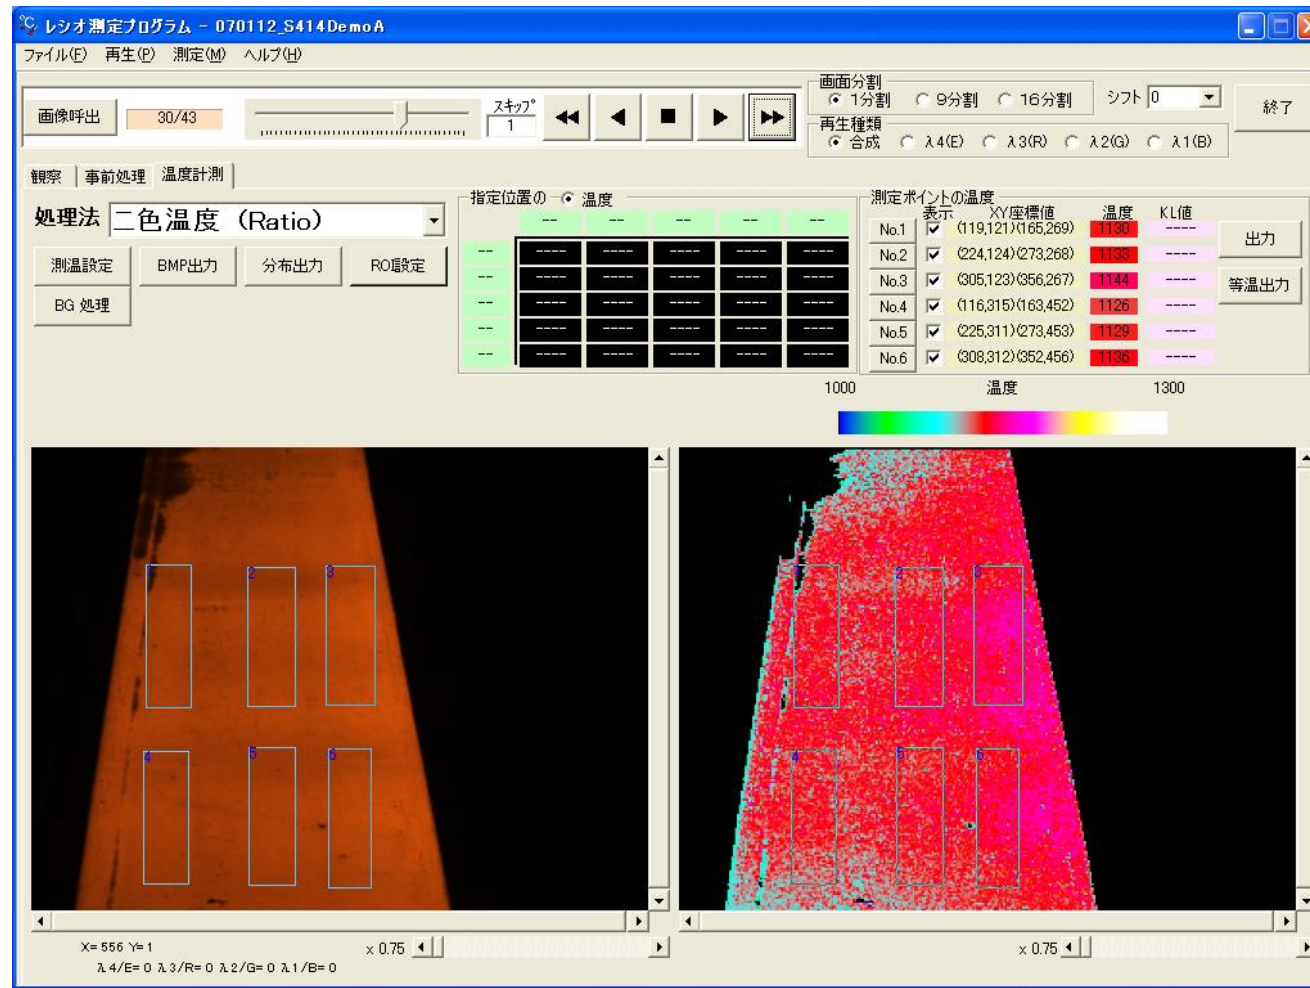 レシオ測定プログラム - 070112_S414DemoA
ファイル(F) 再生(P) 測定(M) ヘルプ(H)
画像呼出 30/43 スキップ 1
画面分割
1分割 9分割 16分割 シフト 0 終了
再生種類
合成 λ4(E) λ3(R) λ2(G) λ1(B)
観察 事前処理 温度計測
処理法 二色温度 (Ratio)
測温設定 BMP出力 分布出力 ROI設定
BG 処理
指定位置の 温度
-- -- -- -- --
-- ---- ---- ---- ---- ----
-- ---- ---- ---- ---- ----
-- ---- ---- ---- ---- ----
-- ---- ---- ---- ---- ----
-- ---- ---- ---- ---- ----
測定ポイントの温度
表示 XY座標値 温度 KL値
No.1 (119,121)(165,269) 1130 ----
No.2 (224,124)(273,268) 1133 ----
No.3 (305,123)(356,267) 1144 ----
No.4 (116,315)(163,452) 1126 ----
No.5 (225,311)(273,453) 1129 ----
No.6 (308,312)(352,456) 1136 ----
出力
等温出力
1000 温度 1300
1 2 3
4 5 6
1 2 3
4 5 6
X= 556 Y= 1 x 0.75
λ4/E= 0 λ3/R= 0 λ2/G= 0 λ1/B= 0
x 0.75